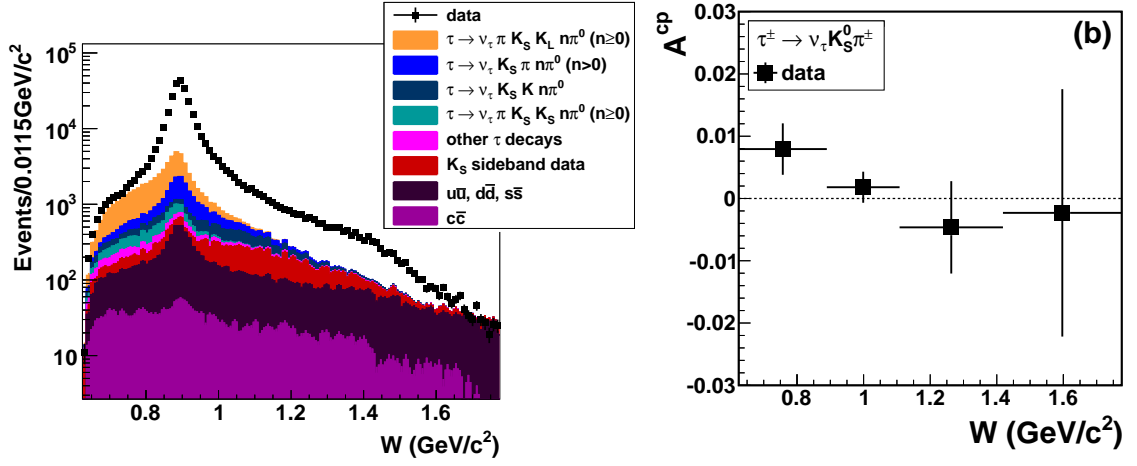 data
τ→ ν_τ π K_S K_L nπ⁰ (n≥0)
τ→ ν_τ K_S π nπ⁰ (n>0)
τ→ ν_τ K_S K nπ⁰
τ→ ν_τ π K_S K_S nπ⁰ (n≥0)
other τ decays
K_S sideband data
uū, dd̄, ss̄
cc̄
Events/0.0115GeV/c²
10⁵
10⁴
10³
10²
10
0.8 1 1.2 1.4 1.6
W (GeV/c²)
A^cp
(b)
τ^± → ν_τ K_S^0 π^±
data
0.03
0.02
0.01
0
-0.01
-0.02
-0.03
0.8 1 1.2 1.4 1.6
W (GeV/c²)